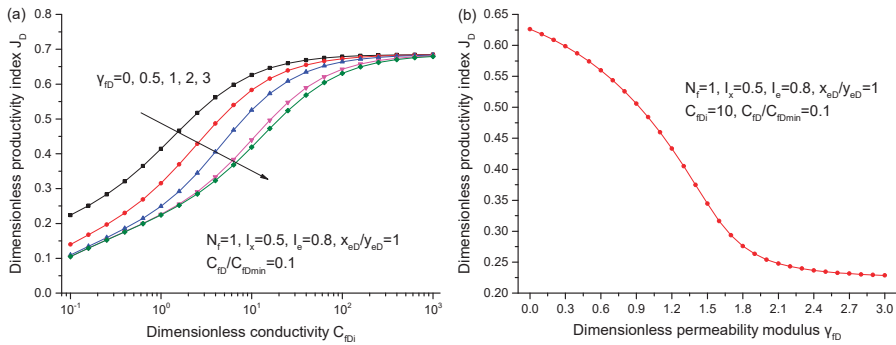 (a)
Dimensionless productivity index J_D
0.8
0.7
0.6
0.5
0.4
0.3
0.2
0.1
0.0
γ_fD=0, 0.5, 1, 2, 3
N_f=1, I_x=0.5, I_e=0.8, x_eD/y_eD=1
C_fD/C_fDmin=0.1
10^-1 10^0 10^1 10^2 10^3
Dimensionless conductivity C_fDi
(b)
Dimensionless productivity index J_D
0.65
0.60
0.55
0.50
0.45
0.40
0.35
0.30
0.25
0.20
N_f=1, I_x=0.5, I_e=0.8, x_eD/y_eD=1
C_fDi=10, C_fD/C_fDmin=0.1
0.0 0.3 0.6 0.9 1.2 1.5 1.8 2.1 2.4 2.7 3.0
Dimensionless permeability modulus γ_fD